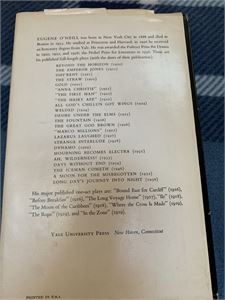 EUGENE O'NEILL was born in New York City in 1888 and died in
Boston in 1953. He studied at Princeton and Harvard, in 1926 he received
an honorary degree from Yale. He was awarded the Pulitzer Prize for Drama
in 1920, 1922, and 1928, the Nobel Prize for Literature in 1936. These are
his published full-length plays (with the dates of their publication):
BEYOND THE HORIZON (1920)
THE EMPEROR JONES (1921)
DIFF'RENT (1921)
THE STRAW (1921)
GOLD (1921)
"ANNA CHRISTIE" (1922)
"THE FIRST MAN" (1922)
"THE HAIRY APE" (1922)
ALL GOD'S CHILLUN GOT WINGS (1924)
WELDED (1924)
DESIRE UNDER THE ELMS (1925)
THE FOUNTAIN (1926)
THE GREAT GOD BROWN (1926)
"MARCO MILLIONS" (1927)
LAZARUS LAUGHED (1927)
STRANGE INTERLUDE (1928)
DYNAMO (1929)
MOURNING BECOMES ELECTRA (1931)
AH, WILDERNESS! (1933)
DAYS WITHOUT END (1934)
THE ICEMAN COMETH (1946)
A MOON FOR THE MISBEGOTTEN (1952)
LONG DAY'S JOURNEY INTO NIGHT (1956)
His major published one-act plays are: "Bound East for Cardiff" (1916),
"Before Breakfast" (1916), "The Long Voyage Home" (1917), "Ile" (1918),
"The Moon of the Caribbees" (1918), "Where the Cross Is Made" (1919),
"The Rope" (1919), and "In the Zone" (1919).
YALE UNIVERSITY PRESS New Haven, Connecticut
PRINTED IN U.S.A.